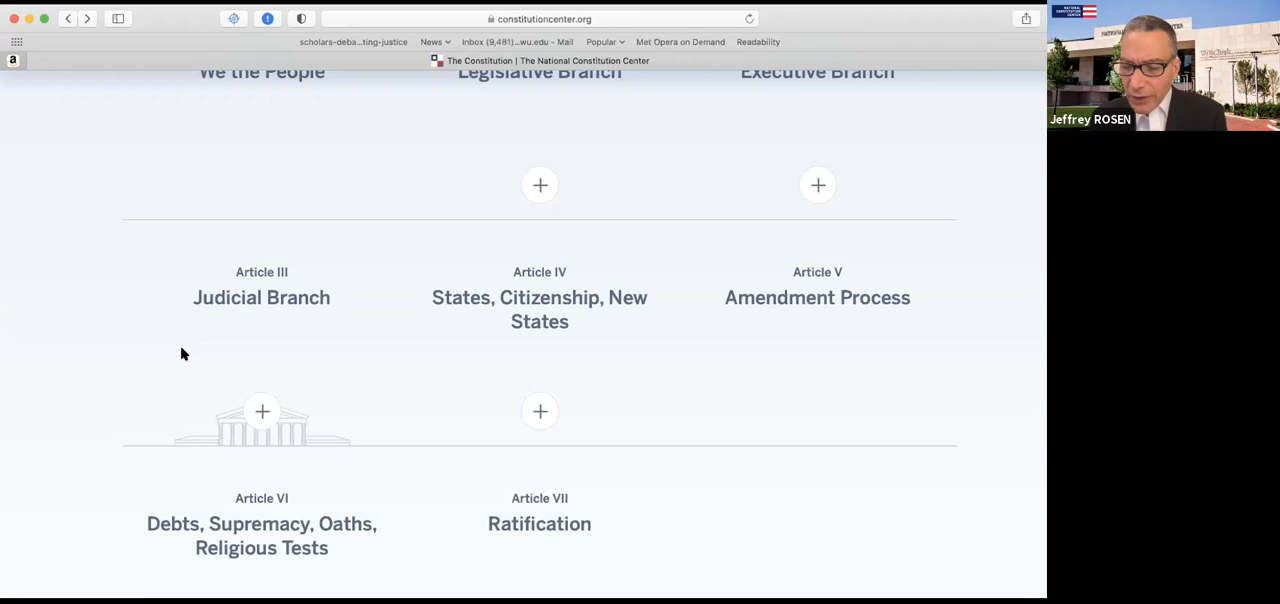 constitutioncenter.org
scholars-deba...ting-justice News Inbox (9,481)...wu.edu - Mail Popular Met Opera on Demand Readability
a The Constitution | The National Constitution Center
We the People Legislative Branch Executive Branch
Article III Article IV Article V
Judicial Branch States, Citizenship, New Amendment Process
States
Article VI Article VII
Debts, Supremacy, Oaths, Ratification
Religious Tests
NATIONAL
CONSTITUTION
CENTER
Jeffrey ROSEN